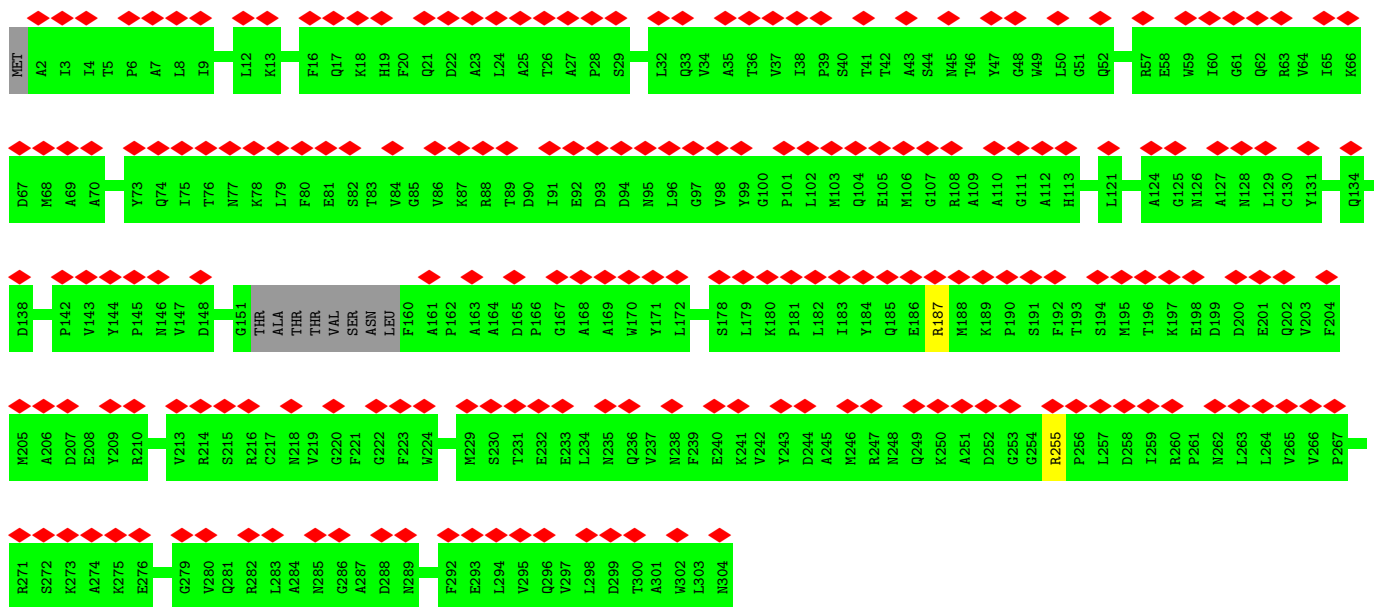 MET A2 I3 I4 T5 P6 A7 L8 I9 L12 K13 F16 Q17 K18 H19 F20 Q21 D22 A23 L24 A25 T26 A27 P28 S29 L32 Q33 V34 A35 T36 V37 I38 P39 S40 T41 T42 A43 S44 N45 T46 Y47 G48 W49 L50 G51 Q52 R57 E58 W59 I60 G61 Q62 R63 V64 I65 K66
D67 M68 A69 A70 Y73 Q74 I75 T76 N77 K78 L79 F80 E81 S82 T83 V84 G85 V86 K87 R88 T89 D90 I91 E92 D93 D94 N95 L96 G97 V98 Y99 G100 P101 L102 M103 Q104 E105 M106 G107 R108 A109 A110 G111 A112 H113 L121 A124 G125 N126 A127 N128 L129 C130 Y131 Q134
D138 P142 V143 Y144 P145 N146 V147 D148 G151 THR ALA THR THR VAL SER ASN LEU F160 A161 P162 A163 A164 D165 P166 G167 A168 A169 W170 Y171 L172 S178 L179 K180 P181 L182 I183 Y184 Q185 E186 R187 M188 K189 P190 S191 F192 T193 S194 M195 T196 K197 E198 D199 D200 E201 Q202 V203 F204
M205 A206 D207 E208 Y209 R210 V213 R214 S215 R216 C217 N218 V219 G220 F221 G222 F223 W224 M229 S230 T231 E232 E233 L234 N235 Q236 V237 N238 F239 E240 K241 V242 Y243 D244 A245 M246 R247 N248 Q249 K250 A251 D252 G253 G254 R255 P256 L257 D258 I259 R260 P261 N262 L263 L264 V265 V266 P267
R271 S272 K273 A274 K275 E276 G279 V280 Q281 R282 L283 A284 N285 G286 A287 D288 N289 F292 E293 L294 V295 Q296 V297 L298 D299 T300 A301 W302 L303 N304